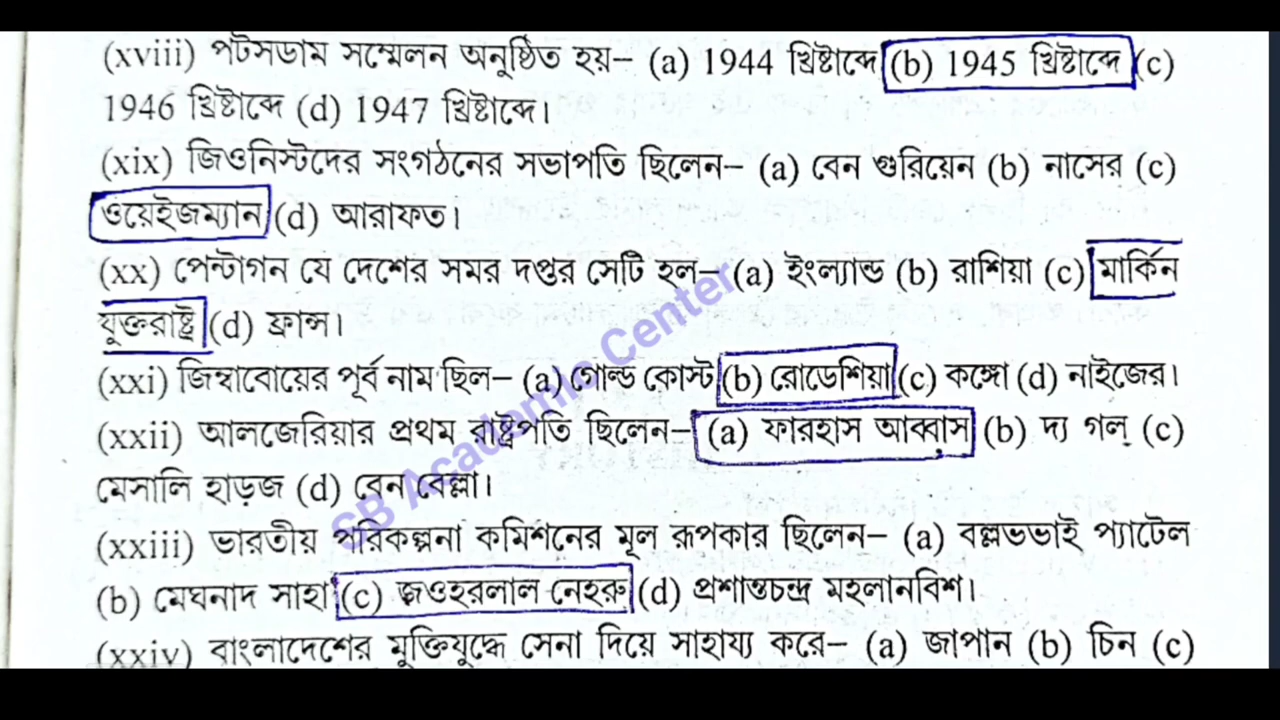 (xviii) পটসডাম সম্মেলন অনুষ্ঠিত হয়– (a) 1944 খ্রিষ্টাব্দে (b) 1945 খ্রিষ্টাব্দে (c)
1946 খ্রিষ্টাব্দে (d) 1947 খ্রিষ্টাব্দে।
(xix) জিওনিস্টদের সংগঠনের সভাপতি ছিলেন– (a) বেন গুরিয়েন (b) নাসের (c)
ওয়েইজম্যান (d) আরাফত।
(xx) পেন্টাগন যে দেশের সমর দপ্তর সেটি হল– (a) ইংল্যান্ড (b) রাশিয়া (c) মার্কিন
যুক্তরাষ্ট্র (d) ফ্রান্স।
(xxi) জিম্বাবোয়ের পূর্ব নাম ছিল– (a) গোল্ড কোস্ট (b) রোডেশিয়া (c) কঙ্গো (d) নাইজের।
(xxii) আলজেরিয়ার প্রথম রাষ্ট্রপতি ছিলেন– (a) ফারহাস আব্বাস (b) দ্য গল্ (c)
মেসালি হাড়জ (d) বেন বেল্লা।
(xxiii) ভারতীয় পরিকল্পনা কমিশনের মূল রূপকার ছিলেন– (a) বল্লভভাই প্যাটেল
(b) মেঘনাদ সাহা (c) জওহরলাল নেহরু (d) প্রশান্তচন্দ্র মহলানবিশ।
(xxiv) বাংলাদেশের মুক্তিযুদ্ধে সেনা দিয়ে সাহায্য করে– (a) জাপান (b) চিন (c)
SB Academic Center